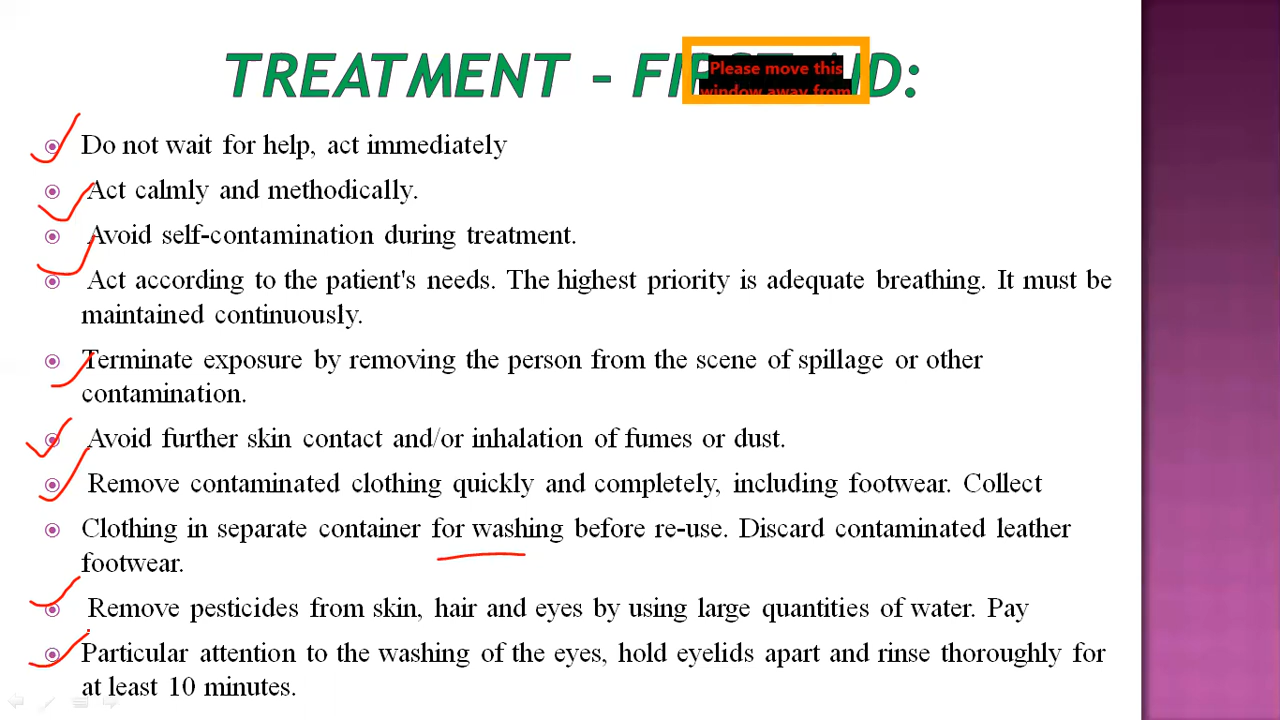 TREATMENT – FIRST AID:
Please move this
window away from
Do not wait for help, act immediately
Act calmly and methodically.
Avoid self-contamination during treatment.
Act according to the patient's needs. The highest priority is adequate breathing. It must be
maintained continuously.
Terminate exposure by removing the person from the scene of spillage or other
contamination.
Avoid further skin contact and/or inhalation of fumes or dust.
Remove contaminated clothing quickly and completely, including footwear. Collect
Clothing in separate container for washing before re-use. Discard contaminated leather
footwear.
Remove pesticides from skin, hair and eyes by using large quantities of water. Pay
Particular attention to the washing of the eyes, hold eyelids apart and rinse thoroughly for
at least 10 minutes.